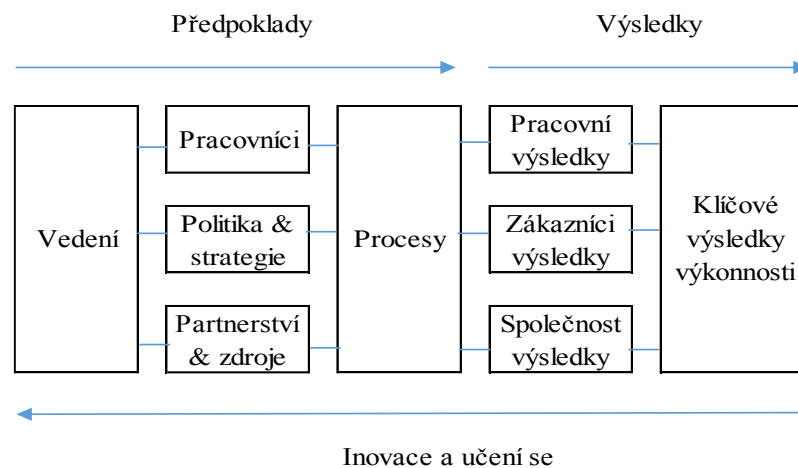 Předpoklady
Výsledky
Vedení
Pracovníci
Politika &
strategie
Partnerství
& zdroje
Procesy
Pracovní
výsledky
Zákazníci
výsledky
Společnost
výsledky
Klíčové
výsledky
výkonnosti
Inovace a učení se